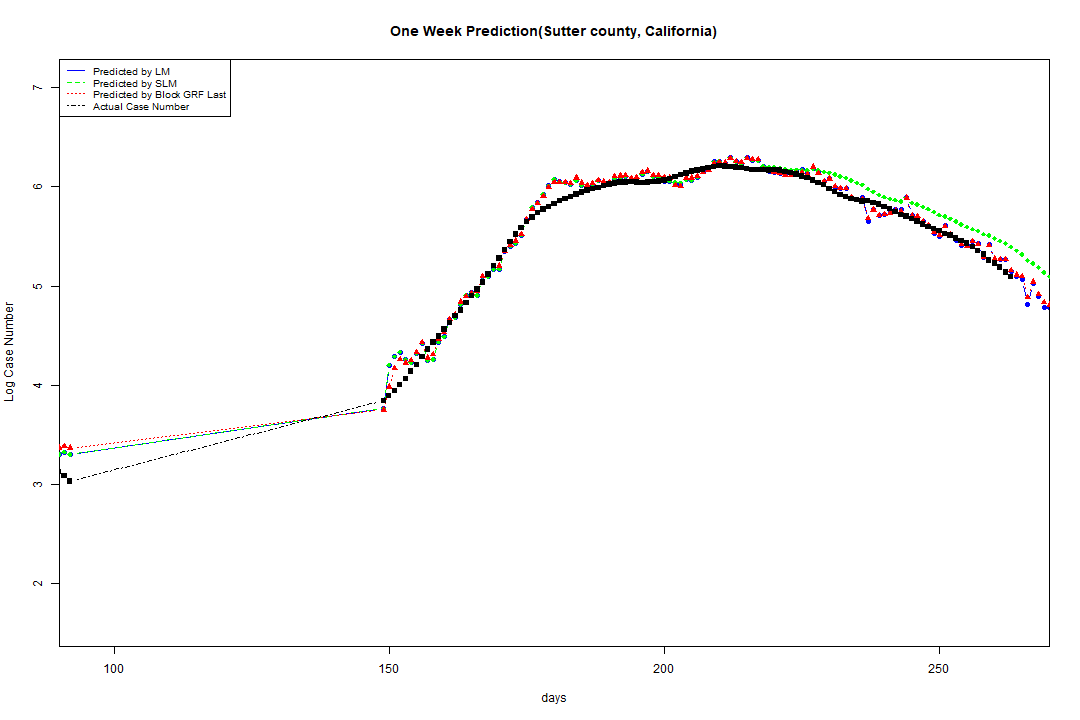 One Week Prediction(Sutter county, California)
Predicted by LM
Predicted by SLM
Predicted by Block GRF Last
Actual Case Number
7
6
5
4
3
2
Log Case Number
100
150
200
250
days